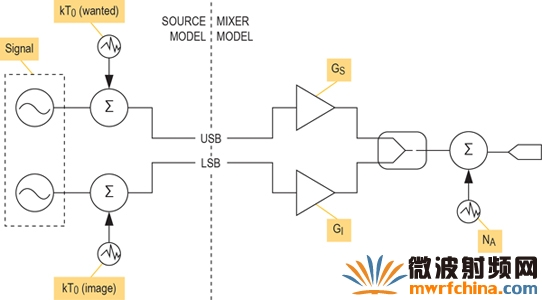 kT0 (wanted)
SOURCE MODEL
MIXER MODEL
Signal
GS
Σ
USB
LSB
Σ
Σ
GI
NA
kT0 (image)
微波射频网
mwrfchina.com